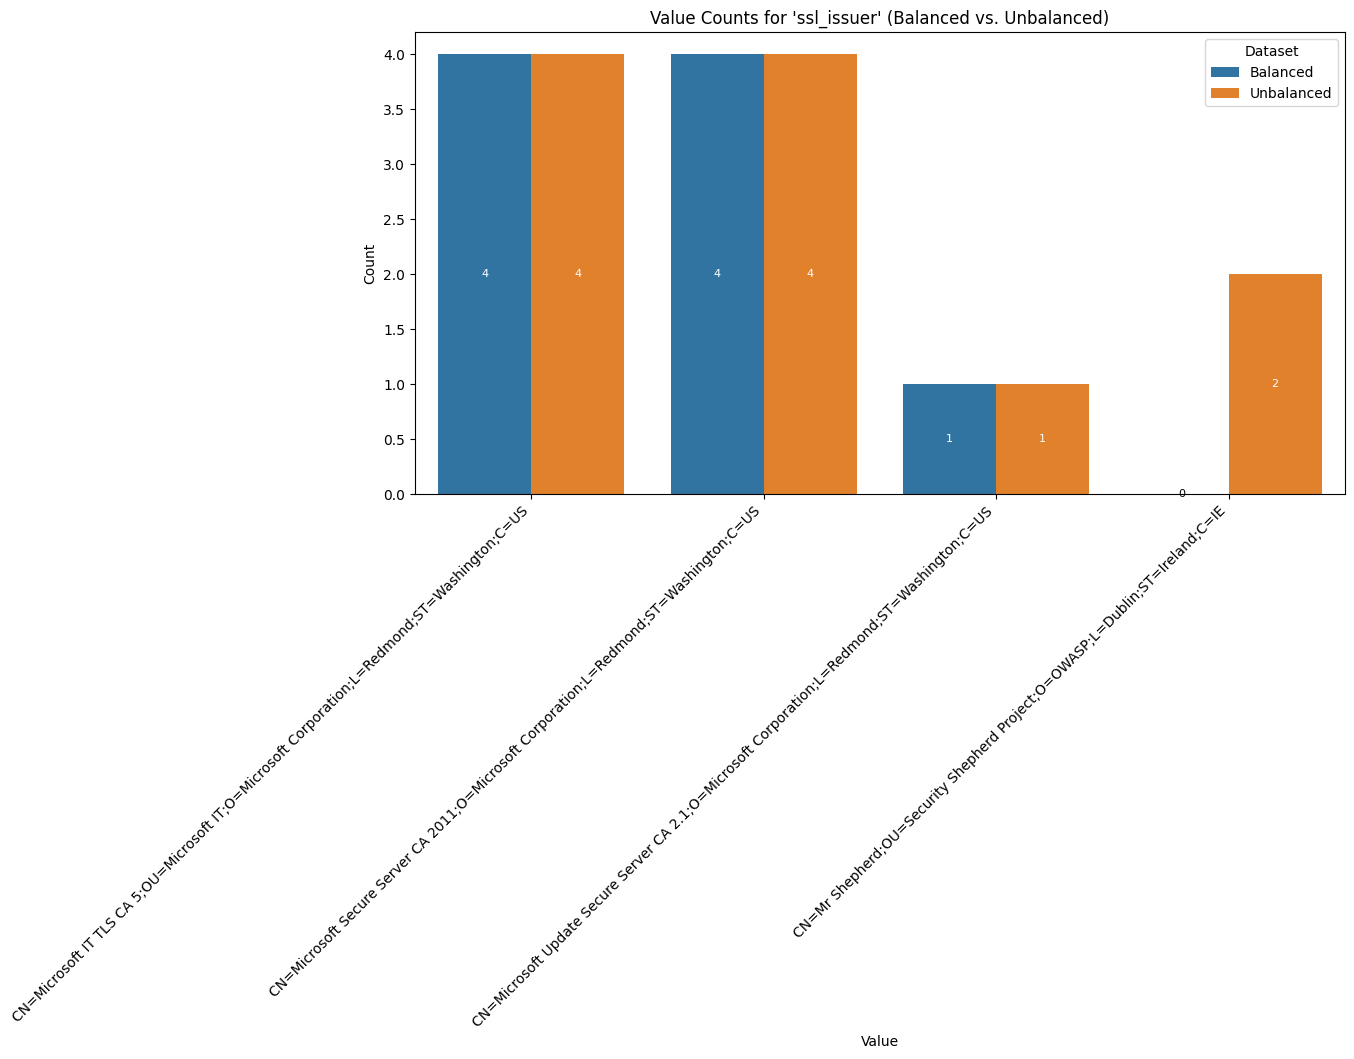 Value Counts for 'ssl_issuer' (Balanced vs. Unbalanced)
Dataset
Balanced
Unbalanced
Count
4.0
3.5
3.0
2.5
2.0
1.5
1.0
0.5
0.0
4
4
4
4
1
1
0
2
CN=Microsoft IT TLS CA 5;OU=Microsoft IT;O=Microsoft Corporation;L=Redmond;ST=Washington;C=US
CN=Microsoft Secure Server CA 2011;O=Microsoft Corporation;L=Redmond;ST=Washington;C=US
CN=Microsoft Update Secure Server CA 2.1;O=Microsoft Corporation;L=Redmond;ST=Washington;C=US
CN=Mr Shepherd;OU=Security Shepherd Project;O=OWASP;L=Dublin;ST=Ireland;C=IE
Value